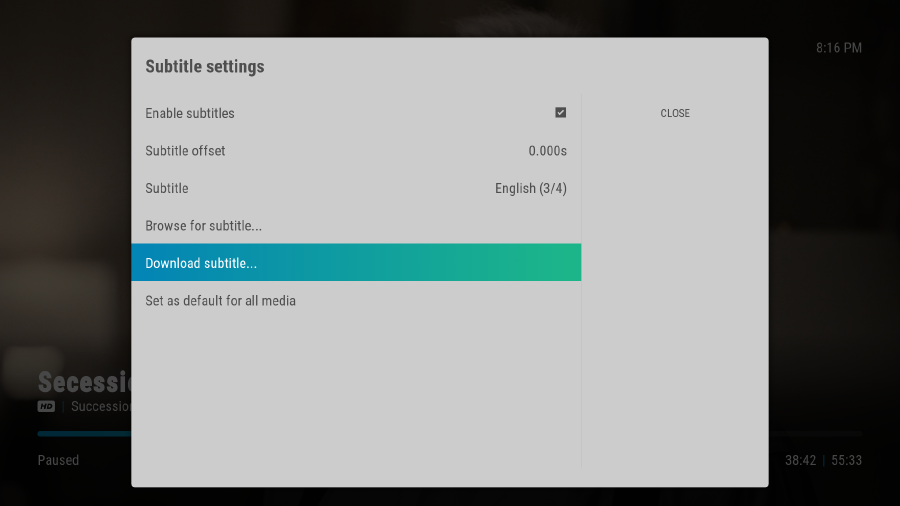 8:16 PM
Subtitle settings
Enable subtitles
CLOSE
Subtitle offset 0.000s
Subtitle English (3/4)
Browse for subtitle...
Download subtitle...
Set as default for all media
Secessi
HD | Succession
Paused 38:42 | 55:33